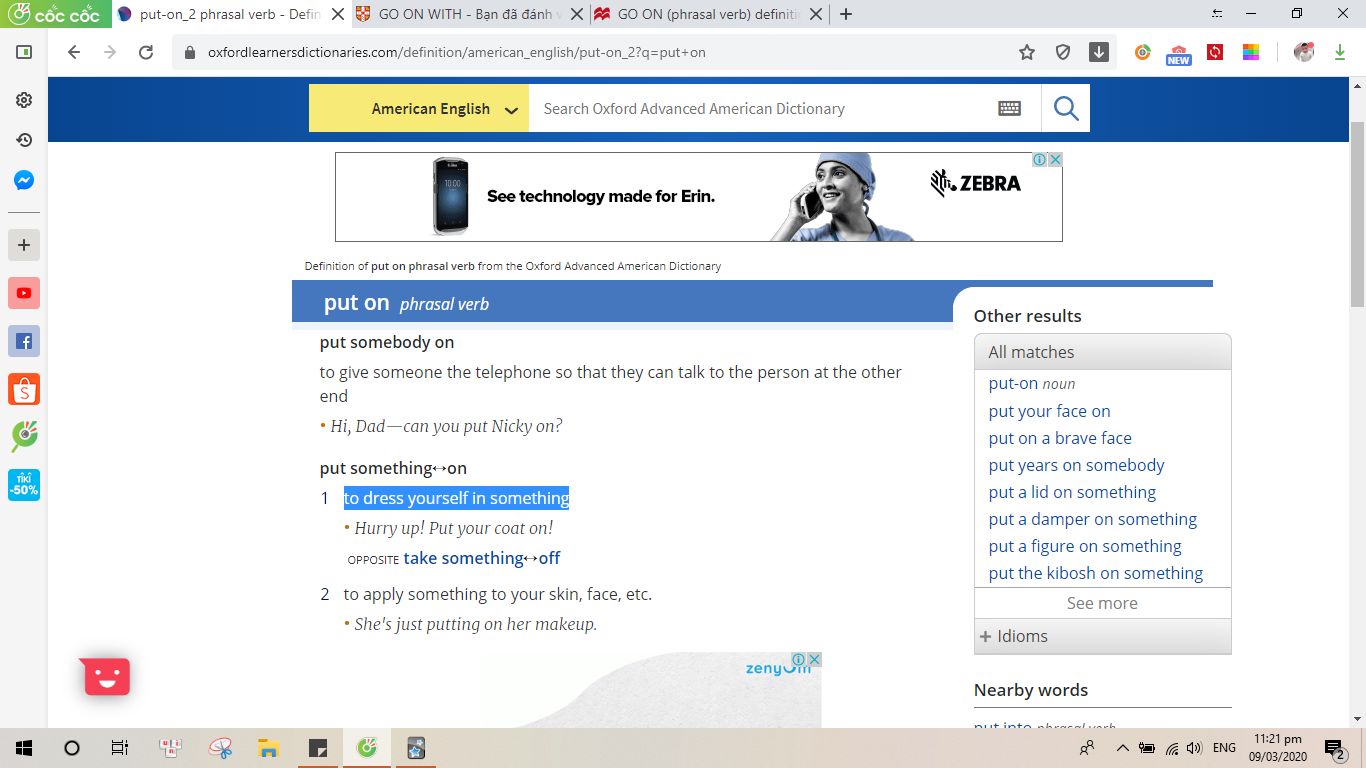 cốc cốc
put-on_2 phrasal verb - Defin
GO ON WITH - Bạn đã đánh v
GO ON (phrasal verb) definitio
oxfordlearnersdictionaries.com/definition/american_english/put-on_2?q=put+on
NEW
American English
Search Oxford Advanced American Dictionary
10:00
See technology made for Erin.
ZEBRA
Definition of put on phrasal verb from the Oxford Advanced American Dictionary
put on phrasal verb
put somebody on
to give someone the telephone so that they can talk to the person at the other
end
• Hi, Dad—can you put Nicky on?
put something↔on
1 to dress yourself in something
• Hurry up! Put your coat on!
OPPOSITE take something↔off
2 to apply something to your skin, face, etc.
• She's just putting on her makeup.
zenyum
Other results
All matches
put-on noun
put your face on
put on a brave face
put years on somebody
put a lid on something
put a damper on something
put a figure on something
put the kibosh on something
See more
+ Idioms
Nearby words
put into phrasal verb
TIKI
-50%
ENG
11:21 pm
09/03/2020
2